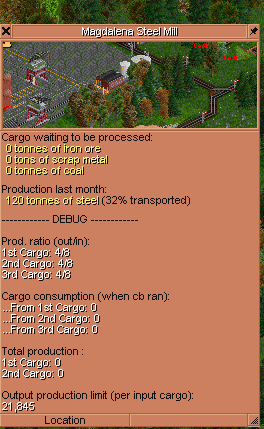 Magdalena Steel Mill
Cargo waiting to be processed:
0 tonnes of iron ore
0 tons of scrap metal
0 tonnes of coal
Production last month:
120 tonnes of steel (32% transported)
------------ DEBUG ------------
Prod. ratio (out/in):
1st Cargo: 4/8
2nd Cargo: 4/8
3rd Cargo: 4/8
Cargo consumption (when cb ran):
...From 1st Cargo: 0
...From 2nd Cargo: 0
...From 3rd Cargo: 0
Total production :
1st Cargo: 0
2nd Cargo: 0
Output production limit (per input cargo):
21,845
Location